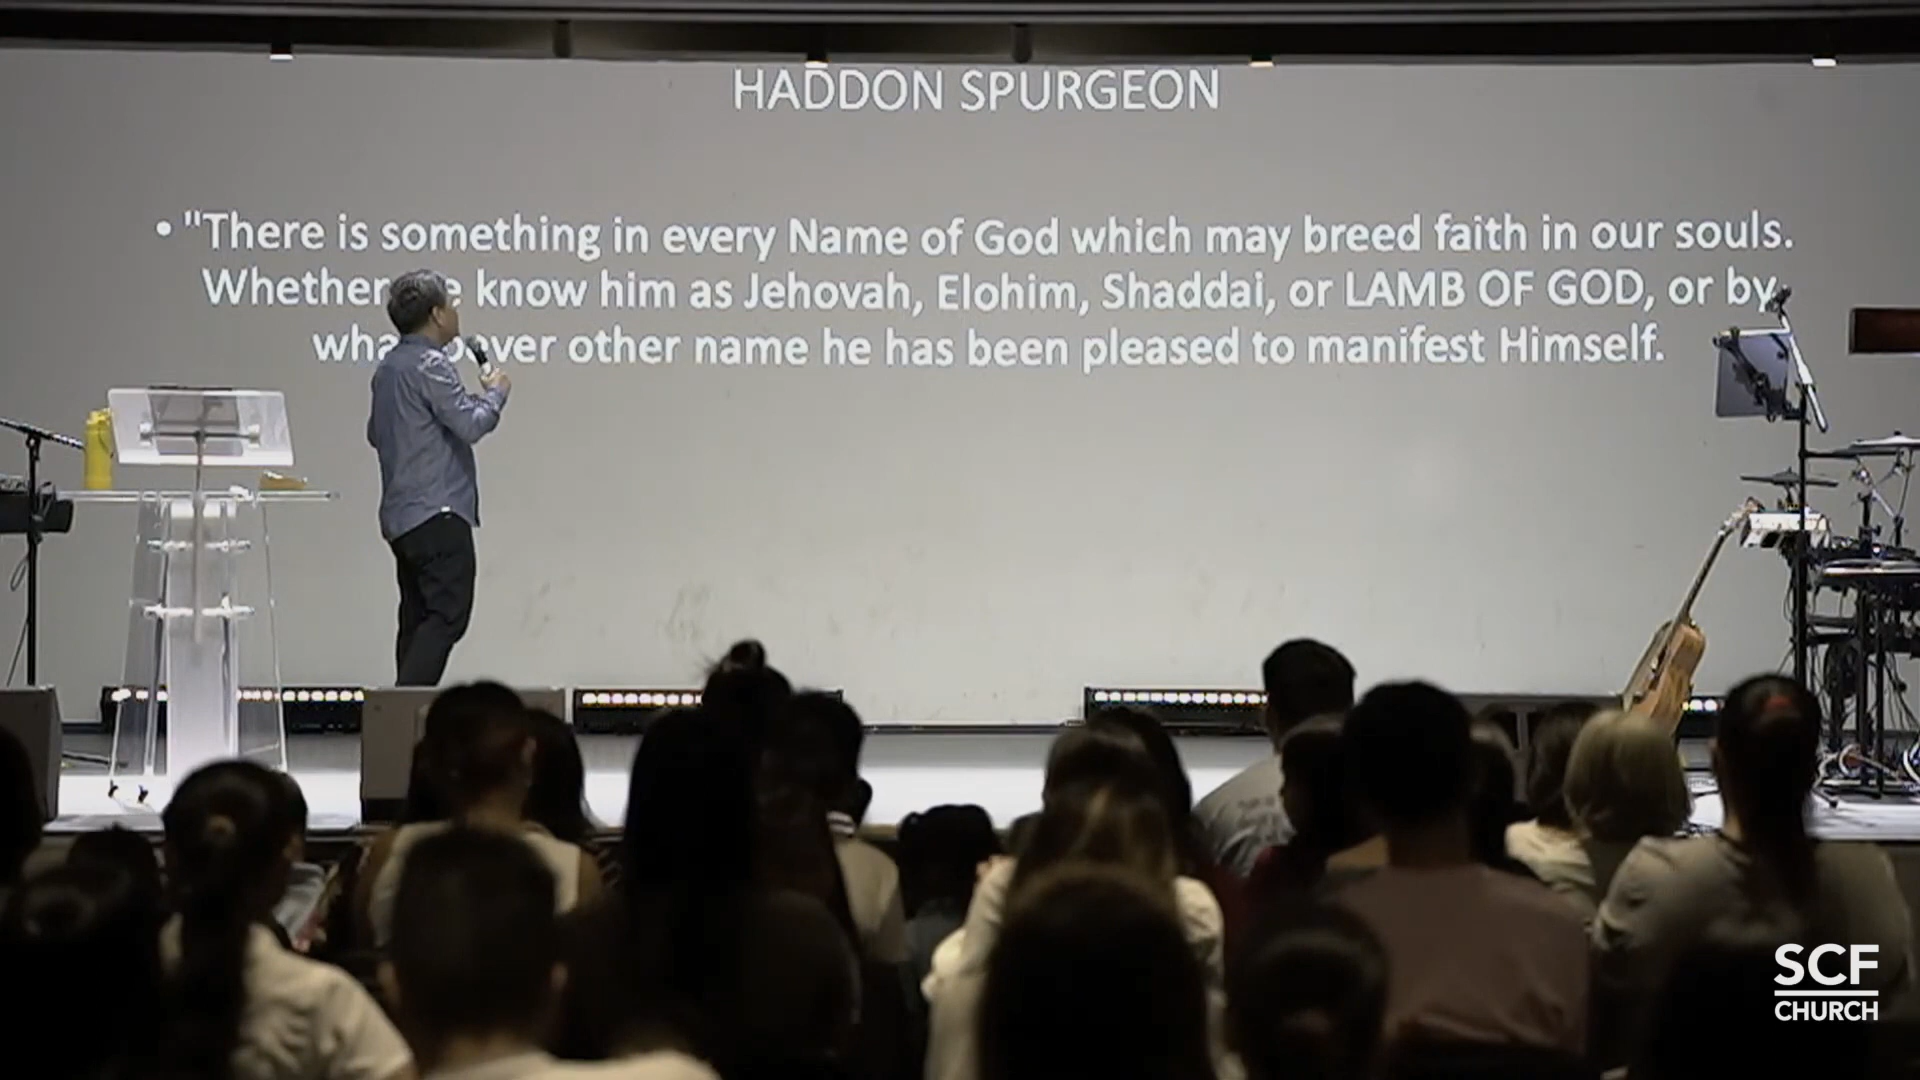 HADDON SPURGEON
• "There is something in every Name of God which may breed faith in our souls.
Whether know him as Jehovah, Elohim, Shaddai, or LAMB OF GOD, or by
other name he has been pleased to manifest Himself.
SCF
CHURCH